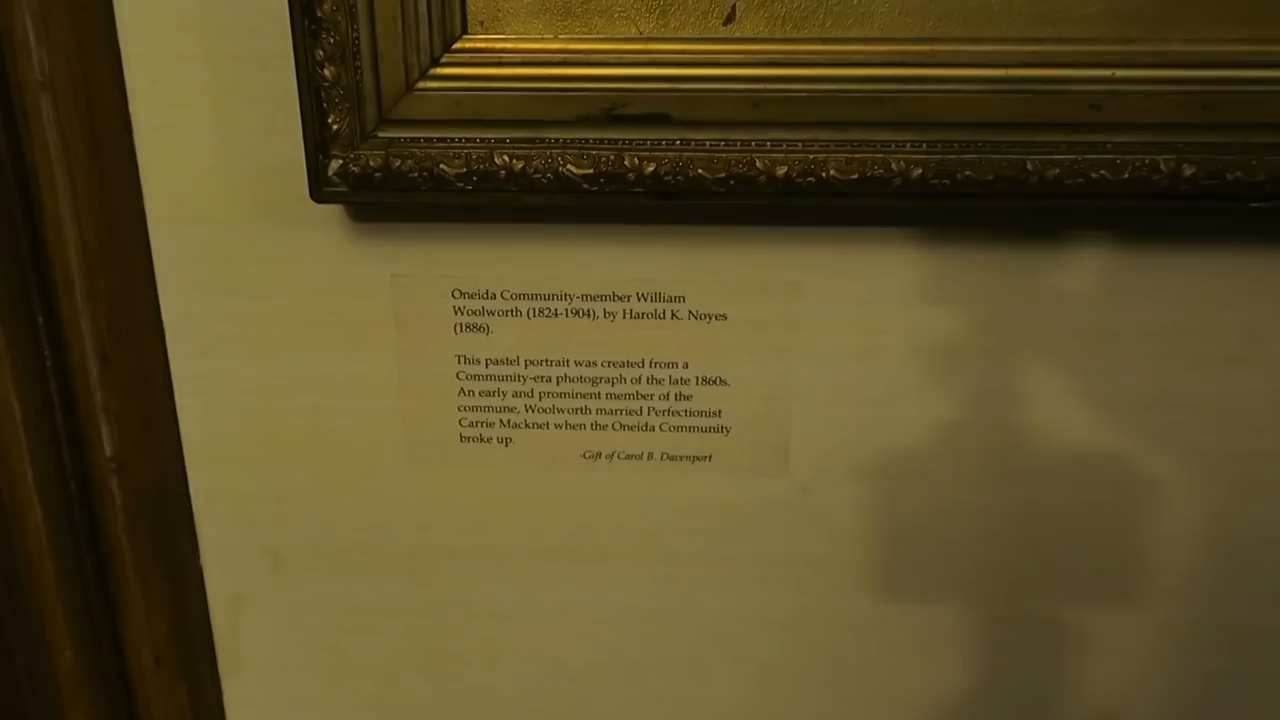 Oneida Community-member William
Woolworth (1824-1904), by Harold K. Noyes
(1886).
This pastel portrait was created from a
Community-era photograph of the late 1860s.
An early and prominent member of the
commune, Woolworth married Perfectionist
Carrie Macknet when the Oneida Community
broke up.
-Gift of Carol B. Davenport